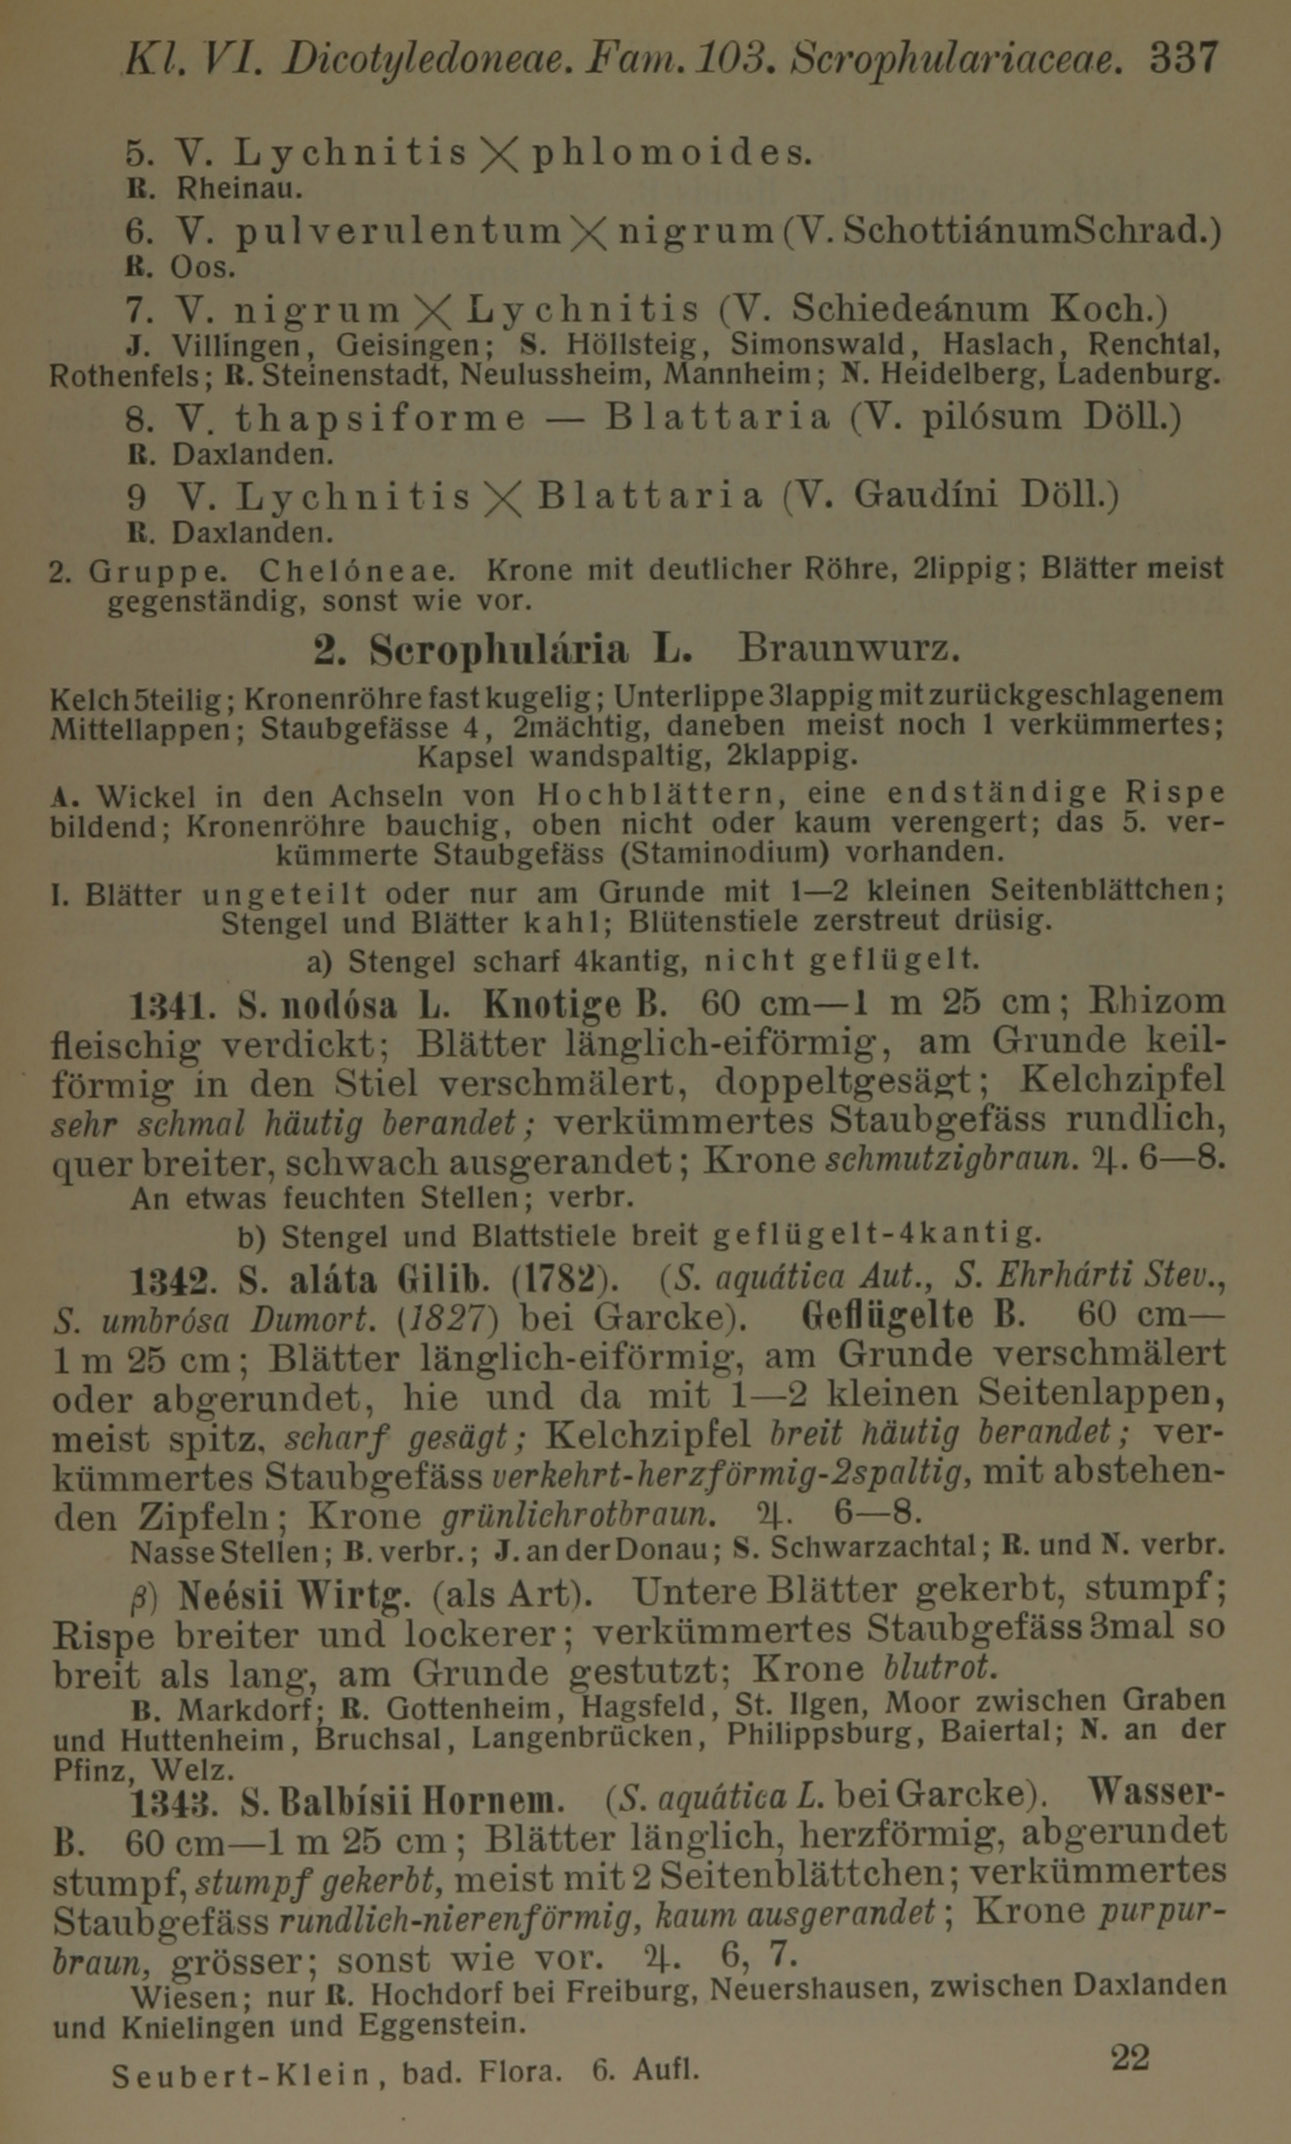 Kl. VI. Dicotyledoneae. Fam. 103. Scrophulariaceae. 337
5. V. Lychnitis╳phlomoides.
R. Rheinau.
6. V. pulverulentum╳nigrum (V. SchottiánumSchrad.)
R. Oos.
7. V. nigrum╳Lychnitis (V. Schiedeánum Koch.)
J. Villingen, Geisingen; S. Höllsteig, Simonswald, Haslach, Renchtal,
Rothenfels; R. Steinenstadt, Neulussheim, Mannheim; N. Heidelberg, Ladenburg.
8. V. thapsiforme — Blattaria (V. pilósum Döll.)
R. Daxlanden.
9 V. Lychnitis╳Blattaria (V. Gaudíni Döll.)
R. Daxlanden.
2. Gruppe. Chelóneae. Krone mit deutlicher Röhre, 2lippig; Blätter meist
gegenständig, sonst wie vor.
2. Scrophulária L. Braunwurz.
Kelch 5teilig; Kronenröhre fast kugelig; Unterlippe 3lappig mit zurückgeschlagenem
Mittellappen; Staubgefässe 4, 2mächtig, daneben meist noch 1 verkümmertes;
Kapsel wandspaltig, 2klappig.
A. Wickel in den Achseln von Hochblättern, eine endständige Rispe
bildend; Kronenröhre bauchig, oben nicht oder kaum verengert; das 5. ver-
kümmerte Staubgefäss (Staminodium) vorhanden.
I. Blätter ungeteilt oder nur am Grunde mit 1—2 kleinen Seitenblättchen;
Stengel und Blätter kahl; Blütenstiele zerstreut drüsig.
a) Stengel scharf 4kantig, nicht geflügelt.
1341. S. nodósa L. Knotige B. 60 cm—1 m 25 cm; Rhizom
fleischig verdickt; Blätter länglich-eiförmig, am Grunde keil-
förmig in den Stiel verschmälert, doppeltgesägt; Kelchzipfel
sehr schmal häutig berandet; verkümmertes Staubgefäss rundlich,
quer breiter, schwach ausgerandet; Krone schmutzigbraun. ♃. 6—8.
An etwas feuchten Stellen; verbr.
b) Stengel und Blattstiele breit geflügelt-4kantig.
1342. S. aláta Gilib. (1782). (S. aquática Aut., S. Ehrhárti Stev.,
S. umbrósa Dumort. (1827) bei Garcke). Geflügelte B. 60 cm—
1 m 25 cm; Blätter länglich-eiförmig, am Grunde verschmälert
oder abgerundet, hie und da mit 1—2 kleinen Seitenlappen,
meist spitz, scharf gesägt; Kelchzipfel breit häutig berandet; ver-
kümmertes Staubgefäss verkehrt-herzförmig-2spaltig, mit abstehen-
den Zipfeln; Krone grünlichrotbraun. ♃. 6—8.
Nasse Stellen; B. verbr.; J. an der Donau; S. Schwarzachtal; R. und N. verbr.
β) Neésii Wirtg. (als Art). Untere Blätter gekerbt, stumpf;
Rispe breiter und lockerer; verkümmertes Staubgefäss 3mal so
breit als lang, am Grunde gestutzt; Krone blutrot.
B. Markdorf; R. Gottenheim, Hagsfeld, St. Ilgen, Moor zwischen Graben
und Huttenheim, Bruchsal, Langenbrücken, Philippsburg, Baiertal; N. an der
Pfinz, Welz.
1343. S. Balbísii Hornem. (S. aquática L. bei Garcke). Wasser-
B. 60 cm—1 m 25 cm; Blätter länglich, herzförmig, abgerundet
stumpf, stumpf gekerbt, meist mit 2 Seitenblättchen; verkümmertes
Staubgefäss rundlich-nierenförmig, kaum ausgerandet; Krone purpur-
braun, grösser; sonst wie vor. ♃. 6, 7.
Wiesen; nur R. Hochdorf bei Freiburg, Neuershausen, zwischen Daxlanden
und Knielingen und Eggenstein.
Seubert-Klein, bad. Flora. 6. Aufl. 22